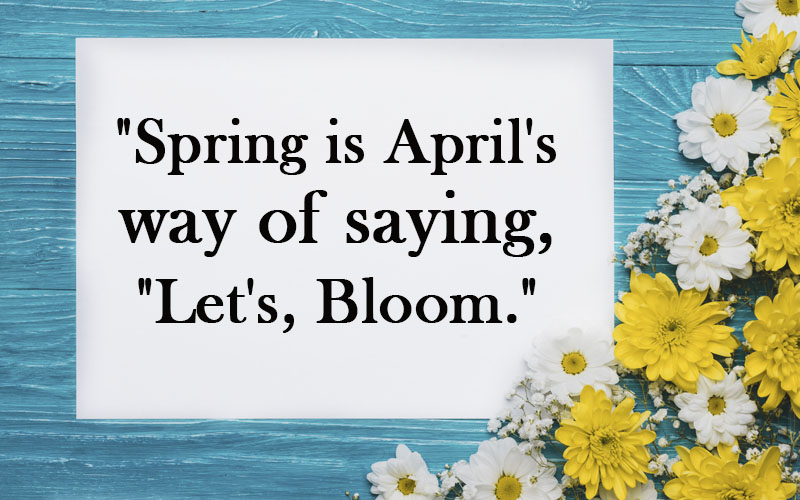 "Spring is April's
way of saying,
"Let's, Bloom."